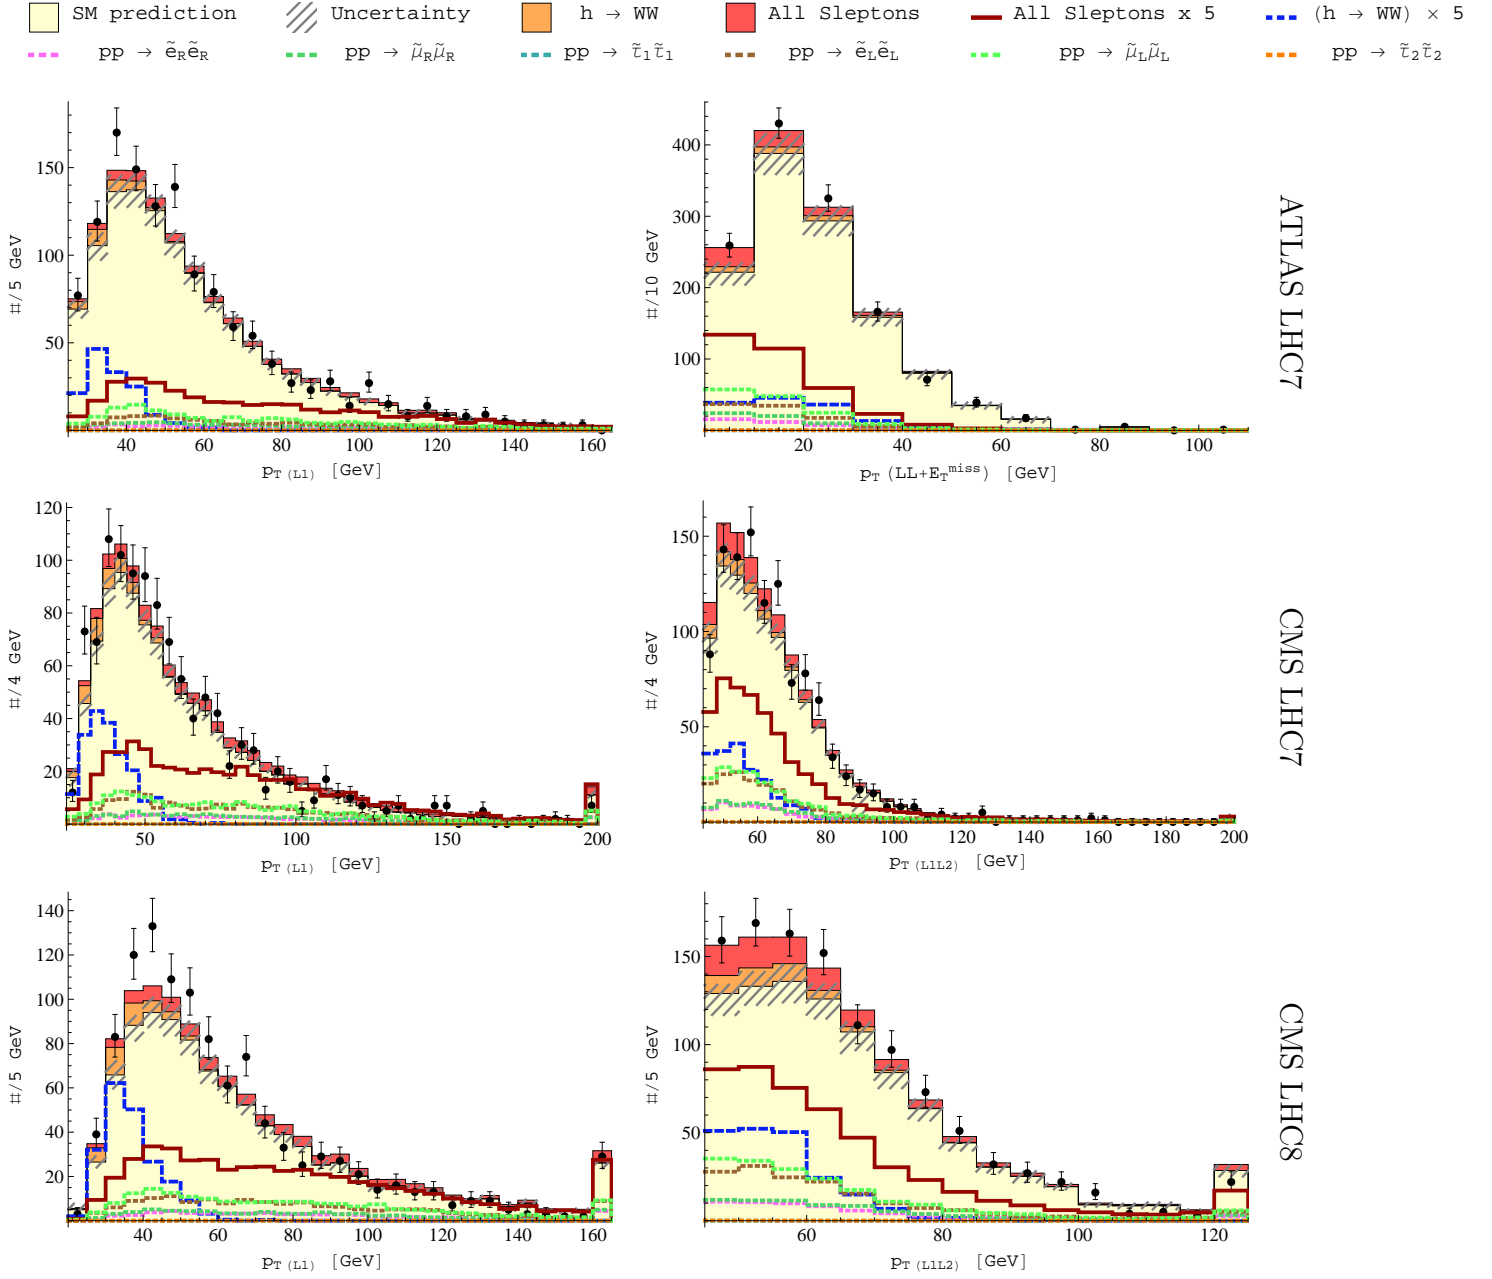 SM prediction Uncertainty h → WW All Sleptons All Sleptons x 5 (h → WW) × 5
pp → ẽRẽR pp → μ̃Rμ̃R pp → τ̃1τ̃1 pp → ẽLẽL pp → μ̃Lμ̃L pp → τ̃2τ̃2
#/5 GeV
150
100
50
40 60 80 100 120 140 160
pT (L1) [GeV]
#/10 GeV
400
300
200
100
20 40 60 80 100
pT (LL+ETmiss) [GeV]
ATLAS LHC7
#/4 GeV
120
100
80
60
40
20
50 100 150 200
pT (L1) [GeV]
#/4 GeV
150
100
50
60 80 100 120 140 160 180 200
pT (L1L2) [GeV]
CMS LHC7
#/5 GeV
140
120
100
80
60
40
20
40 60 80 100 120 140 160
pT (L1) [GeV]
#/5 GeV
150
100
50
60 80 100 120
pT (L1L2) [GeV]
CMS LHC8